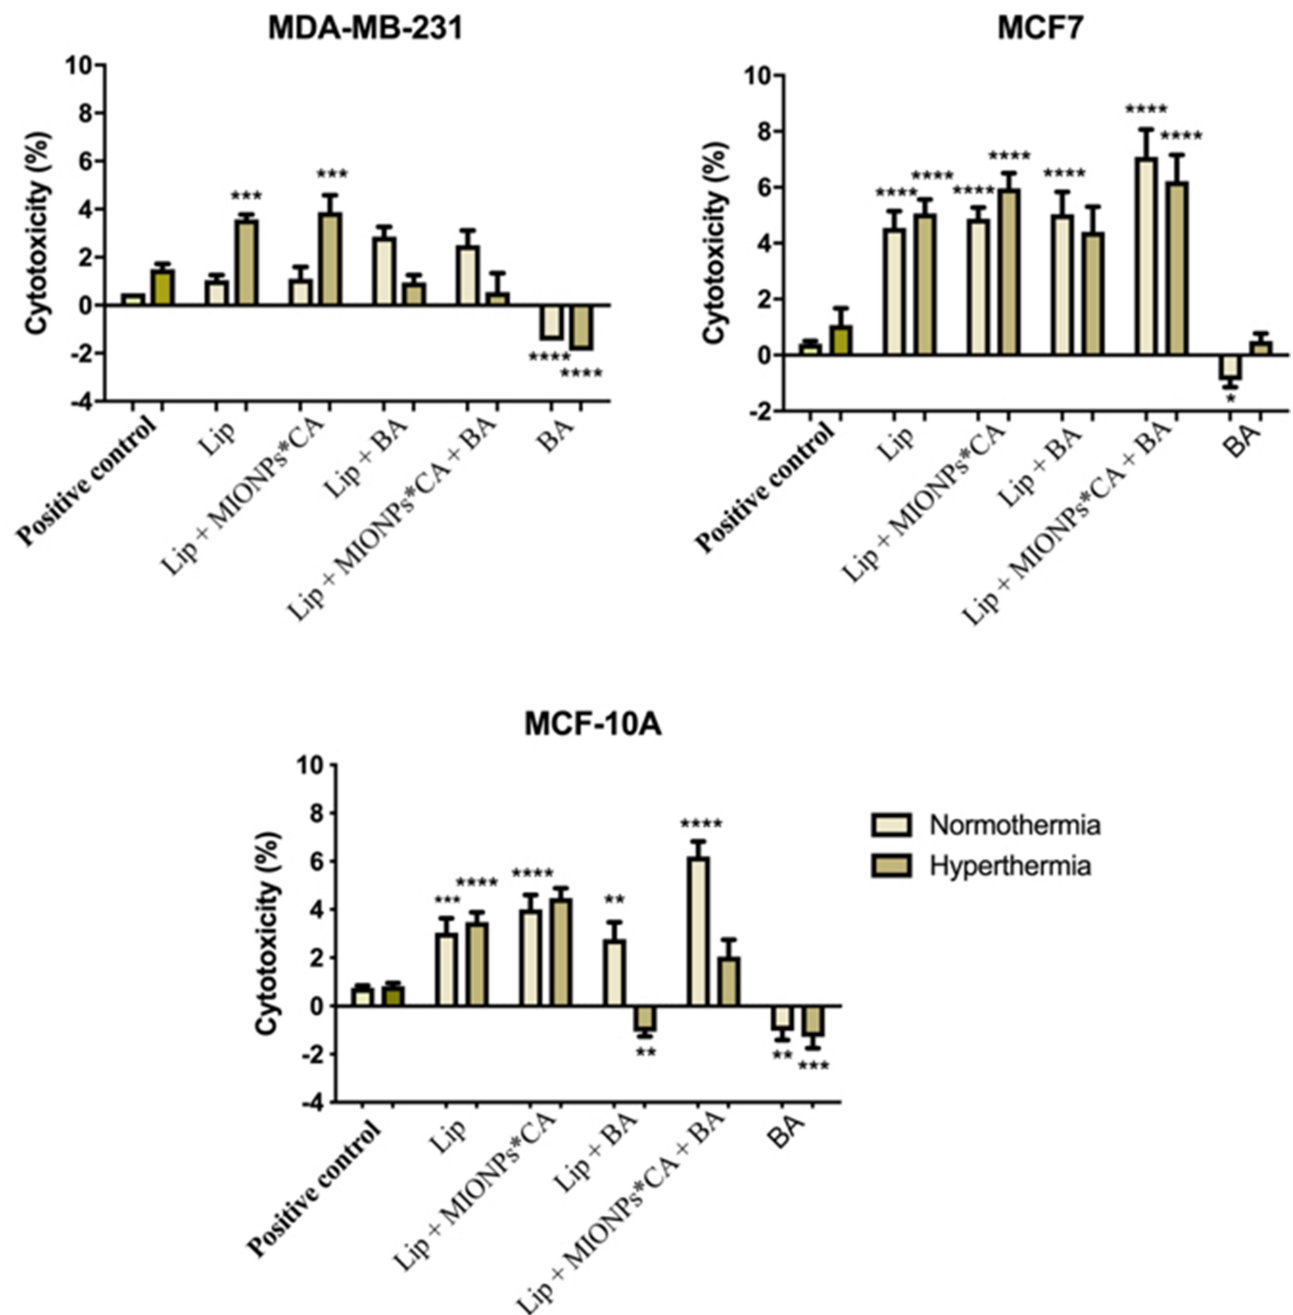 MDA-MB-231
Cytotoxicity (%)
10
8
6
4
2
0
-2
-4
***
***
****
****
Positive control
Lip
Lip + MIONPs*CA
Lip + BA
Lip + MIONPs*CA + BA
BA
MCF7
Cytotoxicity (%)
10
8
6
4
2
0
-2
****
****
****
****
****
****
****
*
Positive control
Lip
Lip + MIONPs*CA
Lip + BA
Lip + MIONPs*CA + BA
BA
MCF-10A
Cytotoxicity (%)
10
8
6
4
2
0
-2
-4
***
****
****
**
**
****
**
***
Positive control
Lip
Lip + MIONPs*CA
Lip + BA
Lip + MIONPs*CA + BA
BA
Normothermia
Hyperthermia